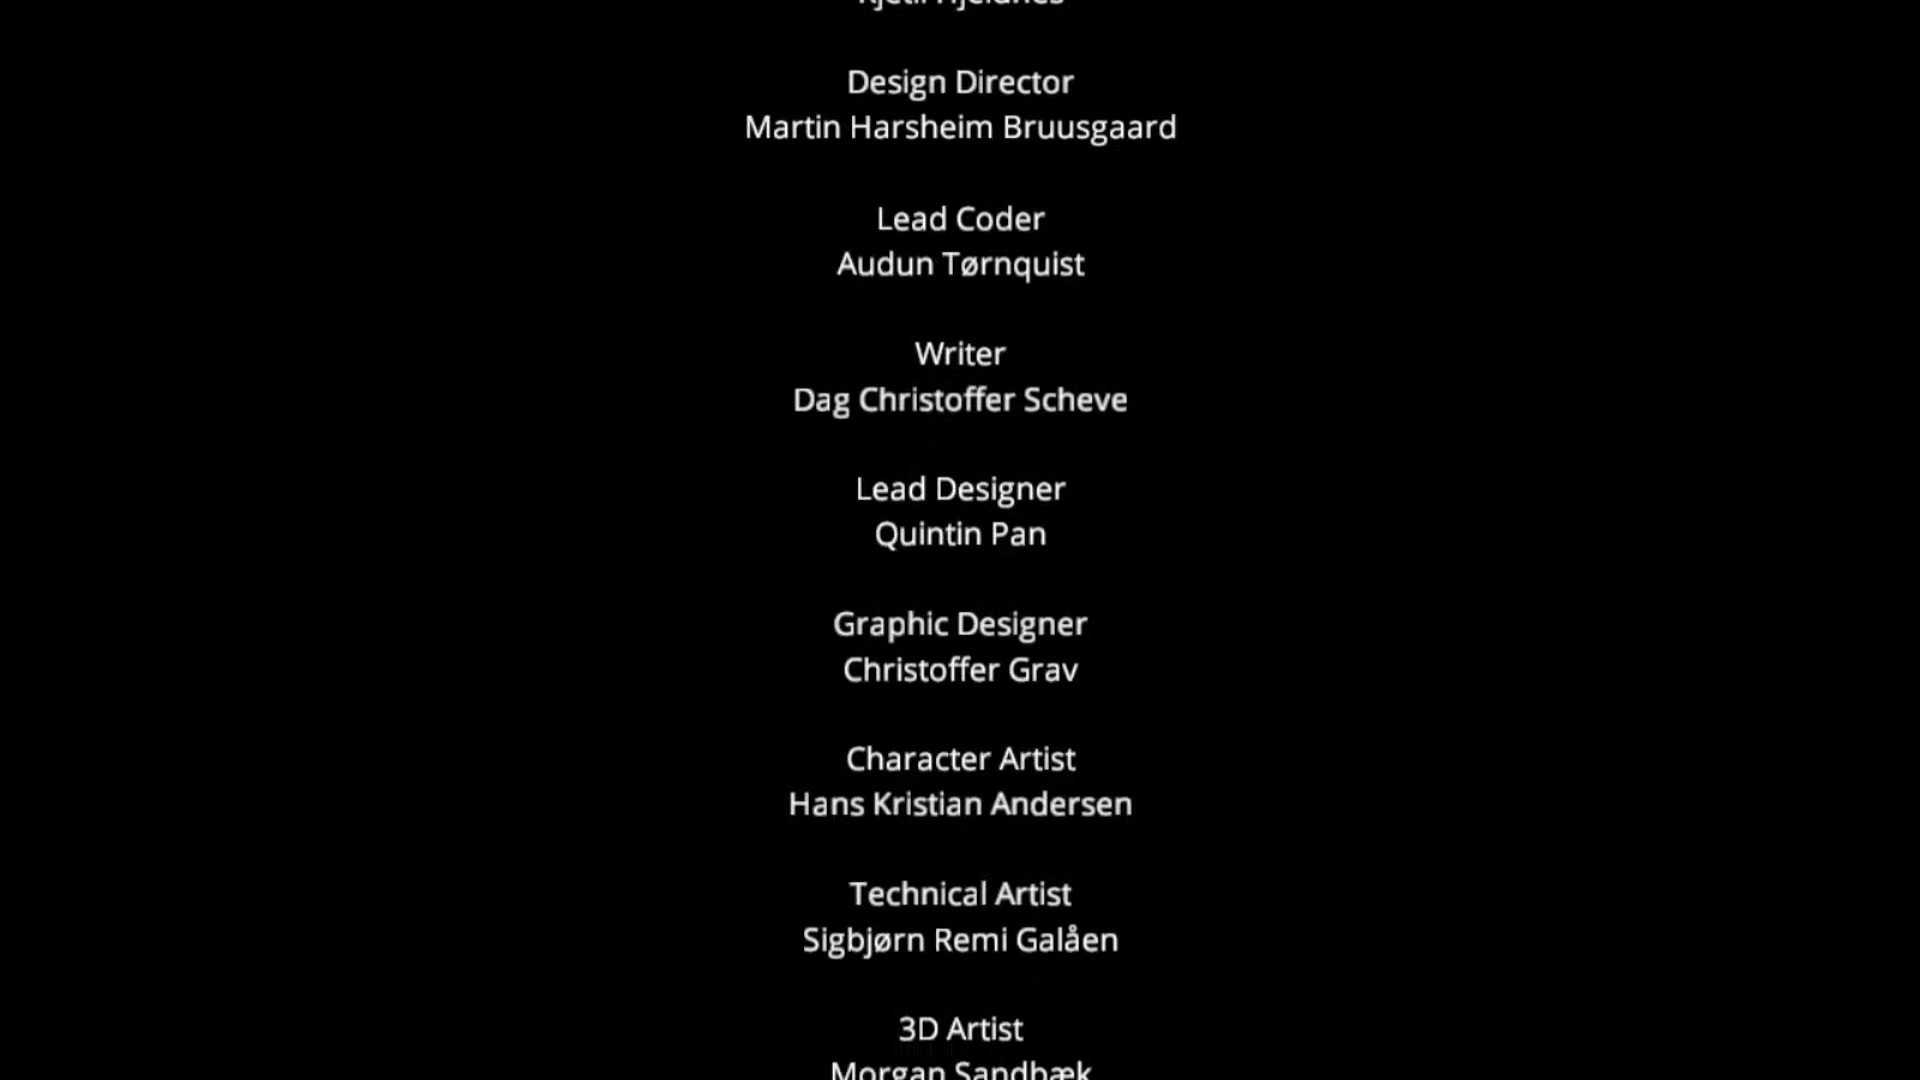 Design Director
Martin Harsheim Bruusgaard
Lead Coder
Audun Tørnquist
Writer
Dag Christoffer Scheve
Lead Designer
Quintin Pan
Graphic Designer
Christoffer Grav
Character Artist
Hans Kristian Andersen
Technical Artist
Sigbjørn Remi Galåen
3D Artist
Morgan Sandbæk